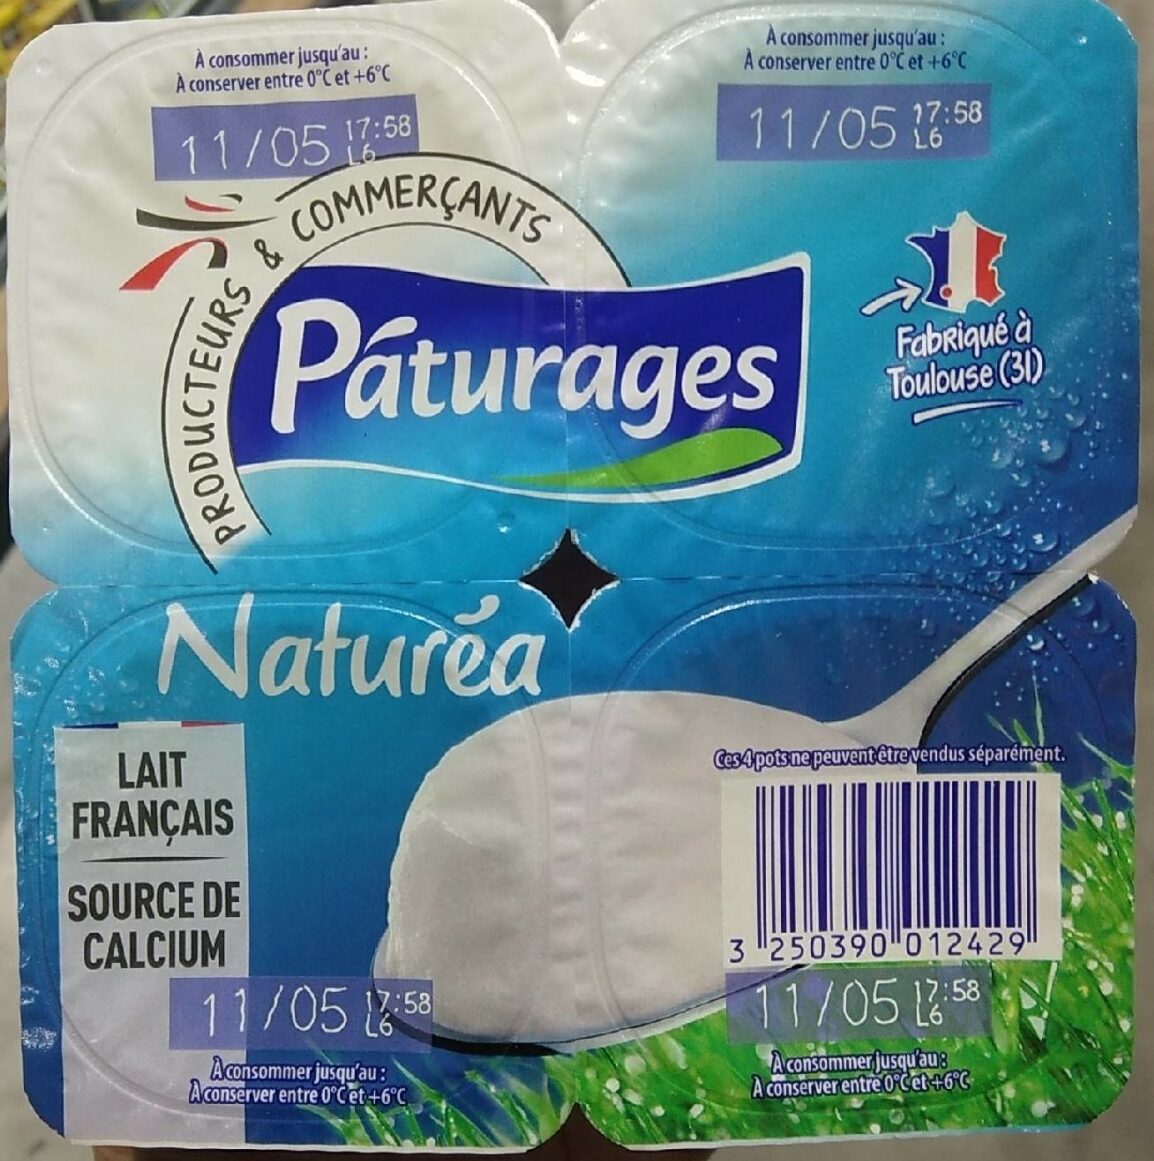 À consommer jusqu'au :
À conserver entre 0°C et +6°C
11/05 17:58
L6
À consommer jusqu'au :
À conserver entre 0°C et +6°C
11/05 17:58
L6
PRODUCTEURS & COMMERÇANTS
Pâturages
Fabriqué à
Toulouse (31)
Naturéa
LAIT
FRANÇAIS
SOURCE DE
CALCIUM
Ces 4 pots ne peuvent être vendus séparément.
3 250390 012429
11/05 17:58
L6
À consommer jusqu'au :
À conserver entre 0°C et +6°C
11/05 17:58
L6
À consommer jusqu'au :
À conserver entre 0°C et +6°C